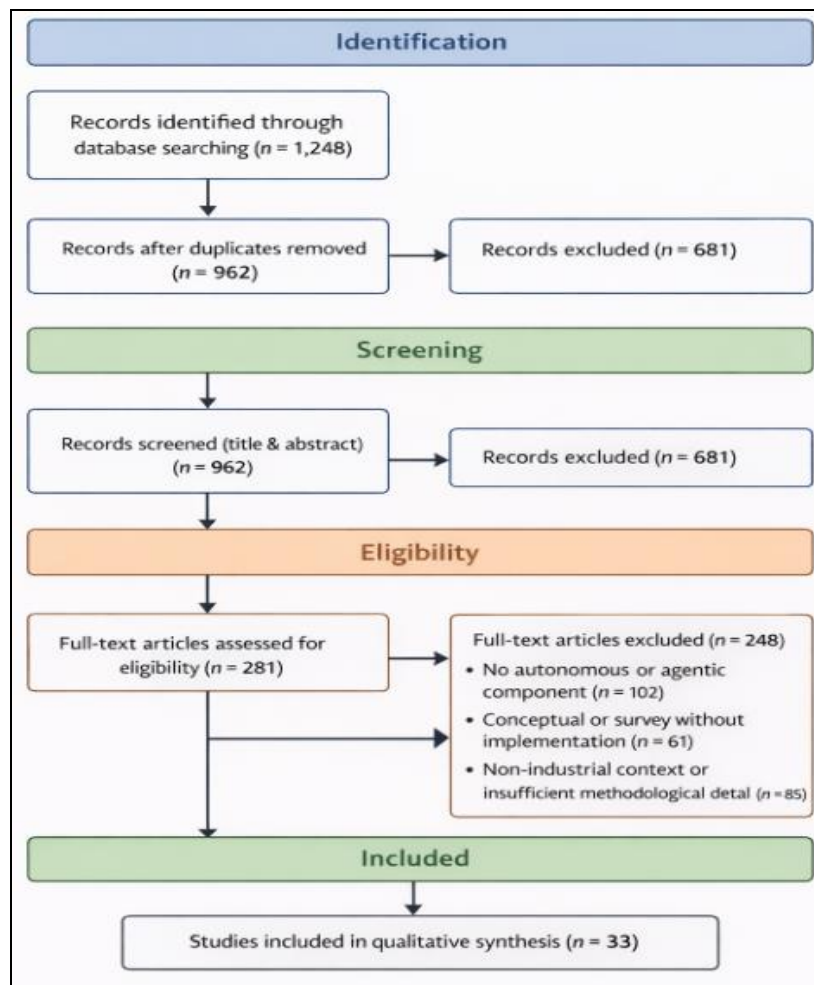 Identification
Records identified through
database searching (n = 1,248)
Records after duplicates removed
(n = 962)
Records excluded (n = 681)
Screening
Records screened (title & abstract)
(n = 962)
Records excluded (n = 681)
Eligibility
Full-text articles assessed for
eligibility (n = 281)
Full-text articles excluded (n = 248)
• No autonomous or agentic
component (n = 102)
• Conceptual or survey without
implementation (n = 61)
• Non-industrial context or
insufficient methodological detal (n = 85)
Included
Studies included in qualitative synthesis (n = 33)